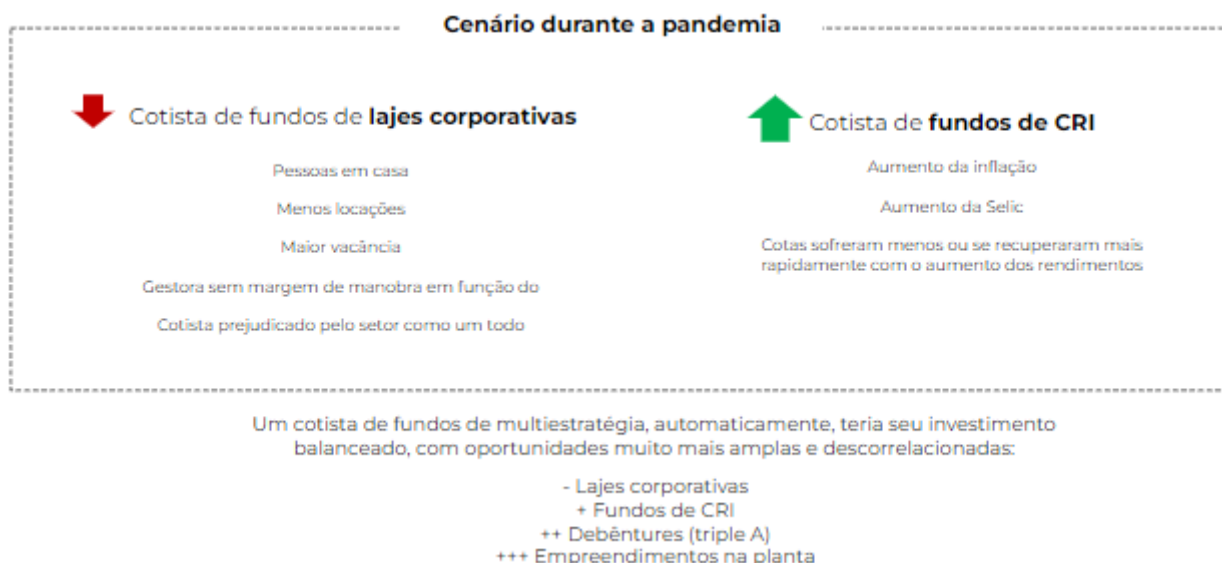 Cenário durante a pandemia
Cotista de fundos de lajes corporativas
Pessoas em casa
Menos locações
Maior vacância
Gestora sem margem de manobra em função do
Cotista prejudicado pelo setor como um todo
Cotista de fundos de CRI
Aumento da inflação
Aumento da Selic
Cotas sofreram menos ou se recuperaram mais
rapidamente com o aumento dos rendimentos
Um cotista de fundos de multiestratégia, automaticamente, teria seu investimento
balanceado, com oportunidades muito mais amplas e descorrelacionadas:
- Lajes corporativas
+ Fundos de CRI
++ Debêntures (triple A)
+++ Empreendimentos na planta